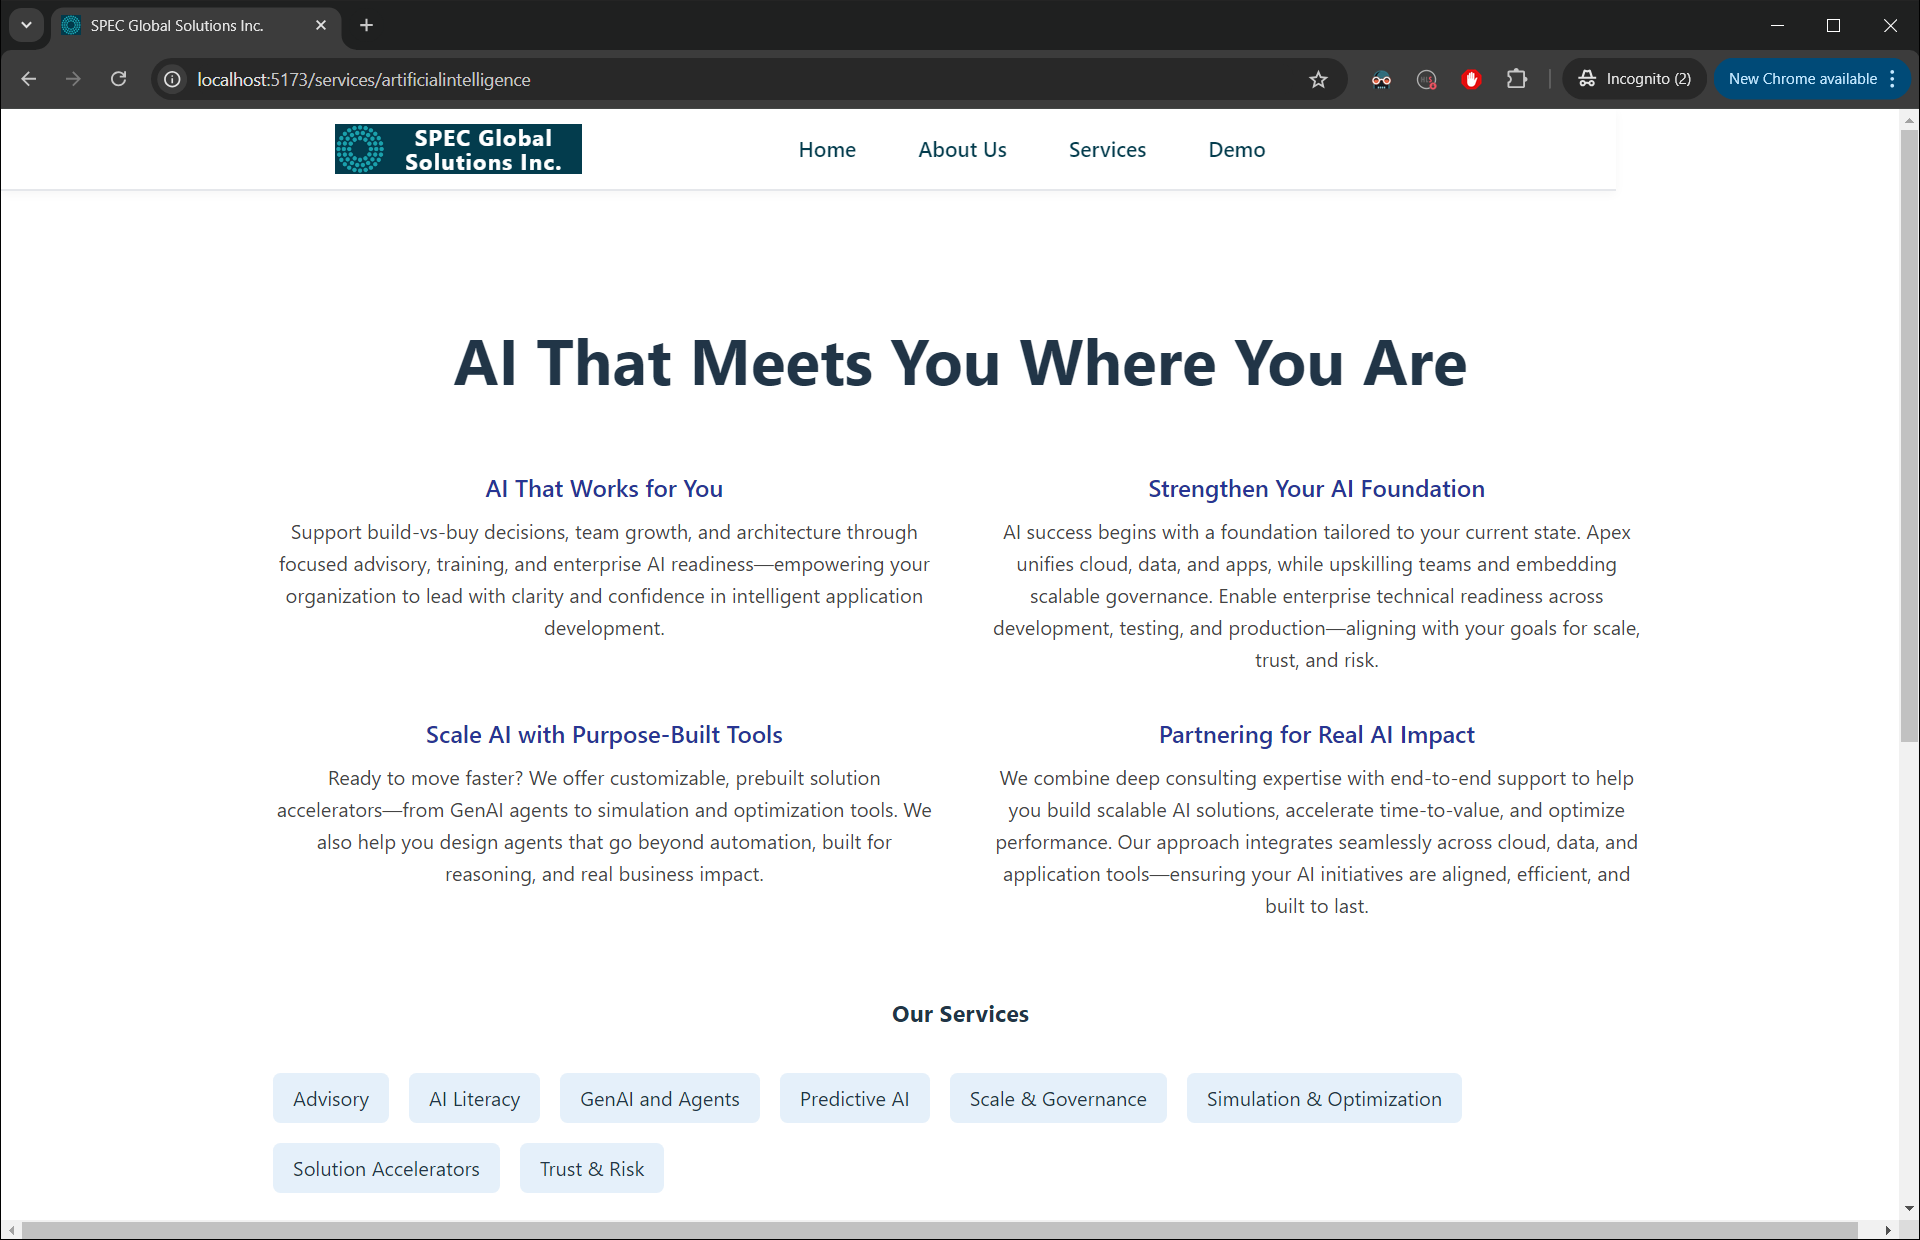 SPEC Global Solutions Inc.
localhost:5173/services/artificialintelligence
Incognito (2)
New Chrome available
SPEC Global
Solutions Inc.
Home
About Us
Services
Demo
AI That Meets You Where You Are
AI That Works for You
Support build-vs-buy decisions, team growth, and architecture through
focused advisory, training, and enterprise AI readiness—empowering your
organization to lead with clarity and confidence in intelligent application
development.
Strengthen Your AI Foundation
AI success begins with a foundation tailored to your current state. Apex
unifies cloud, data, and apps, while upskilling teams and embedding
scalable governance. Enable enterprise technical readiness across
development, testing, and production—aligning with your goals for scale,
trust, and risk.
Scale AI with Purpose-Built Tools
Ready to move faster? We offer customizable, prebuilt solution
accelerators—from GenAI agents to simulation and optimization tools. We
also help you design agents that go beyond automation, built for
reasoning, and real business impact.
Partnering for Real AI Impact
We combine deep consulting expertise with end-to-end support to help
you build scalable AI solutions, accelerate time-to-value, and optimize
performance. Our approach integrates seamlessly across cloud, data, and
application tools—ensuring your AI initiatives are aligned, efficient, and
built to last.
Our Services
Advisory
AI Literacy
GenAI and Agents
Predictive AI
Scale & Governance
Simulation & Optimization
Solution Accelerators
Trust & Risk